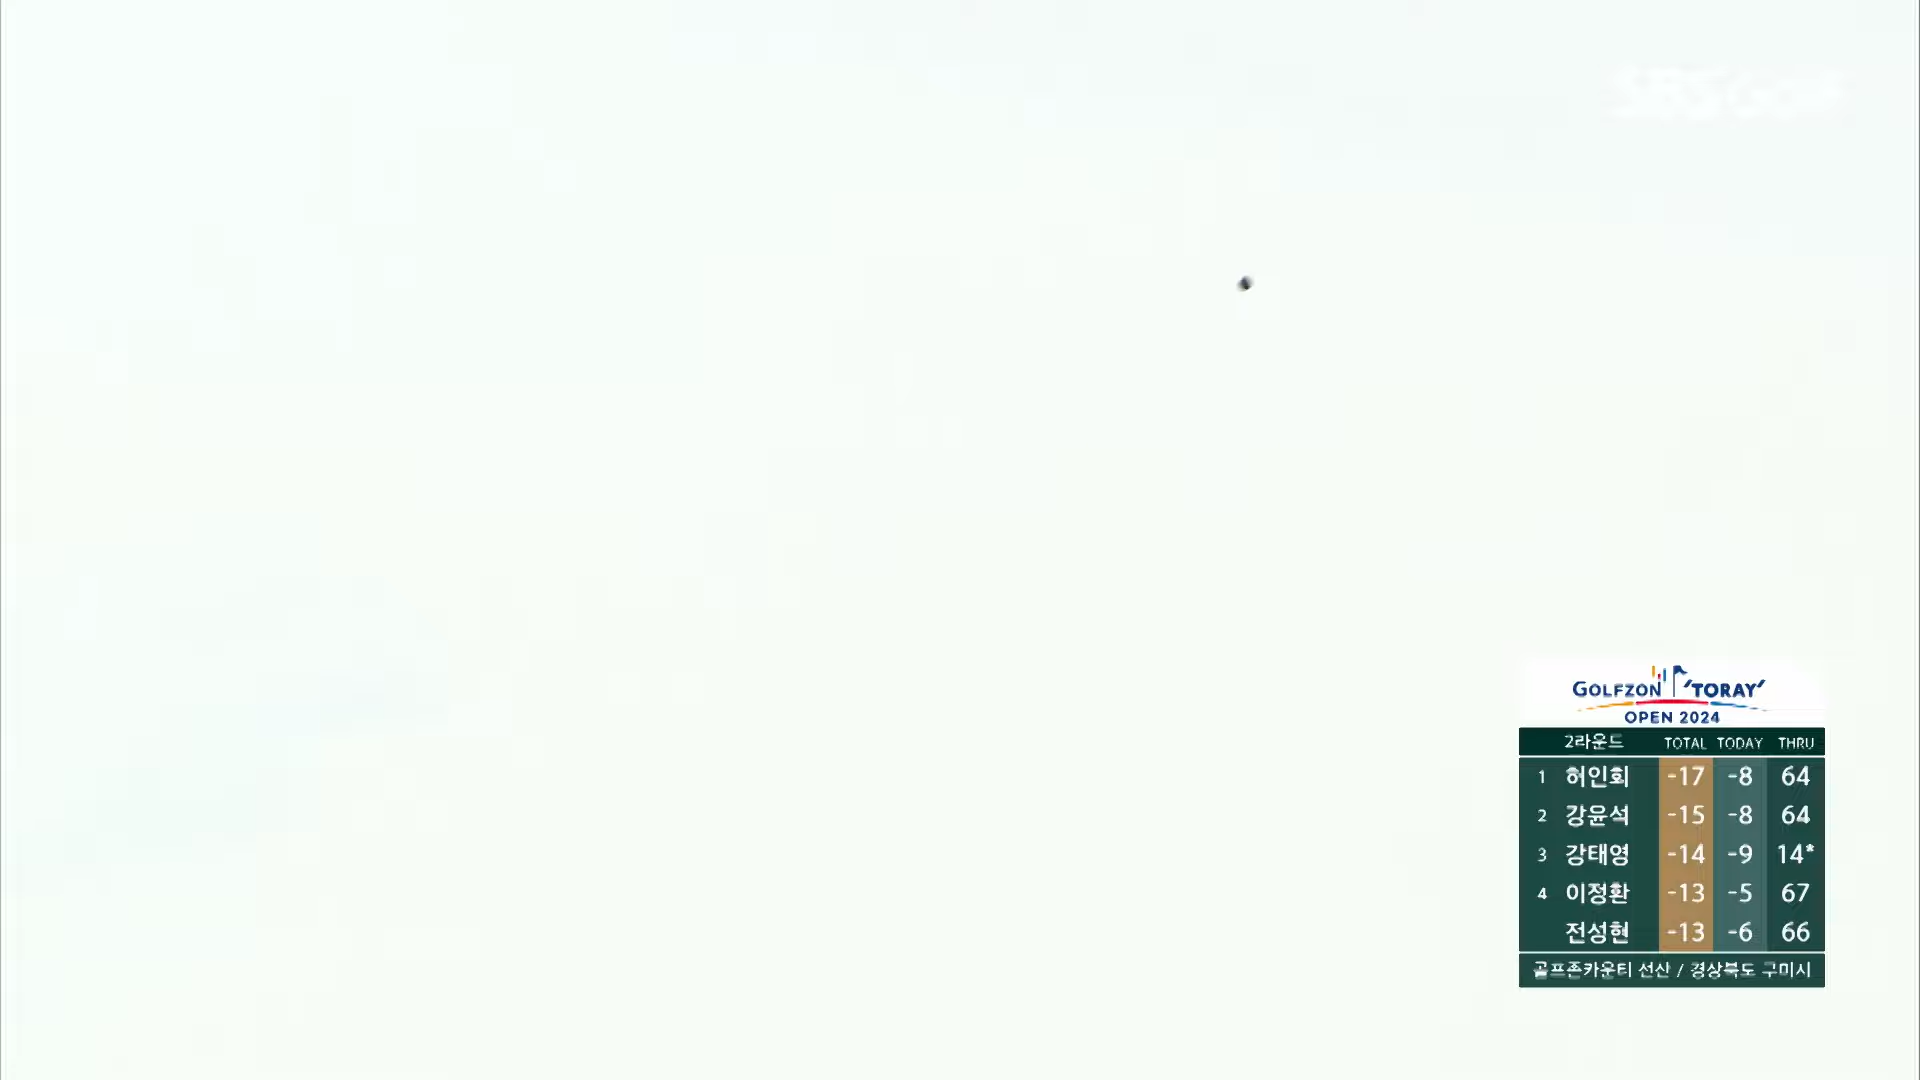 SBS Golf
GOLFZON 'TORAY'
OPEN 2024
2라운드 TOTAL TODAY THRU
1 허인회 -17 -8 64
2 강윤석 -15 -8 64
3 강태영 -14 -9 14*
4 이정환 -13 -5 67
전성현 -13 -6 66
골프존카운티 선산 / 경상북도 구미시